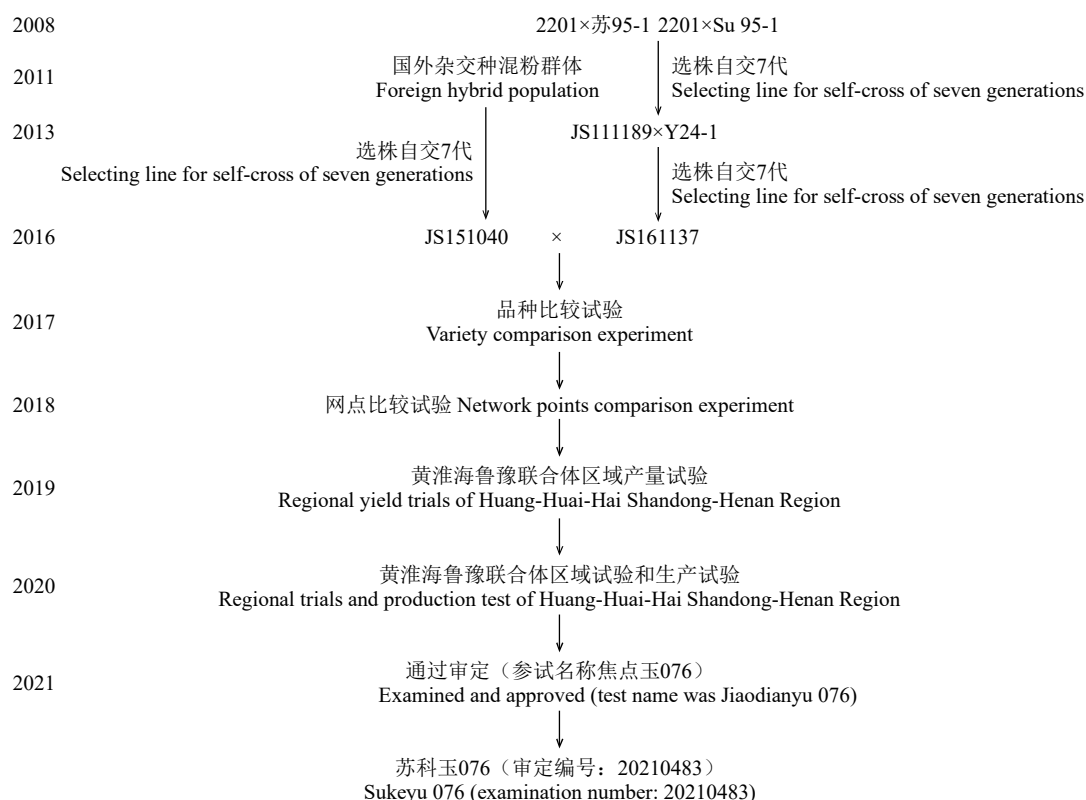 2008
2201×苏95-1 2201×Su 95-1
2011
国外杂交种混粉群体
Foreign hybrid population
选株自交7代
Selecting line for self-cross of seven generations
2013
JS111189×Y24-1
选株自交7代
Selecting line for self-cross of seven generations
选株自交7代
Selecting line for self-cross of seven generations
2016
JS151040 × JS161137
2017
品种比较试验
Variety comparison experiment
2018
网点比较试验 Network points comparison experiment
2019
黄淮海鲁豫联合体区域产量试验
Regional yield trials of Huang-Huai-Hai Shandong-Henan Region
2020
黄淮海鲁豫联合体区域试验和生产试验
Regional trials and production test of Huang-Huai-Hai Shandong-Henan Region
2021
通过审定（参试名称焦点玉076）
Examined and approved (test name was Jiaodianyu 076)
苏科玉076（审定编号：20210483）
Sukeyu 076 (examination number: 20210483)